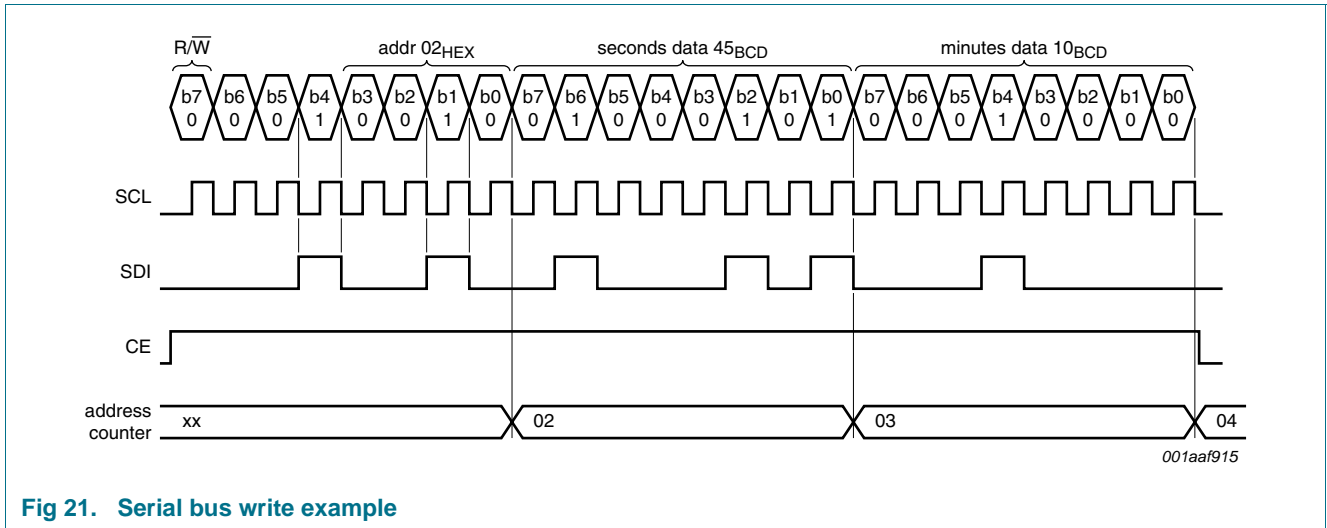 R/W̅ addr 02HEX seconds data 45BCD minutes data 10BCD
b7 b6 b5 b4 b3 b2 b1 b0 b7 b6 b5 b4 b3 b2 b1 b0 b7 b6 b5 b4 b3 b2 b1 b0
0 0 0 1 0 0 1 0 0 1 0 0 0 1 0 1 0 0 0 1 0 0 0 0
SCL
SDI
CE
address
counter
xx 02 03 04
001aaf915
Fig 21. Serial bus write example